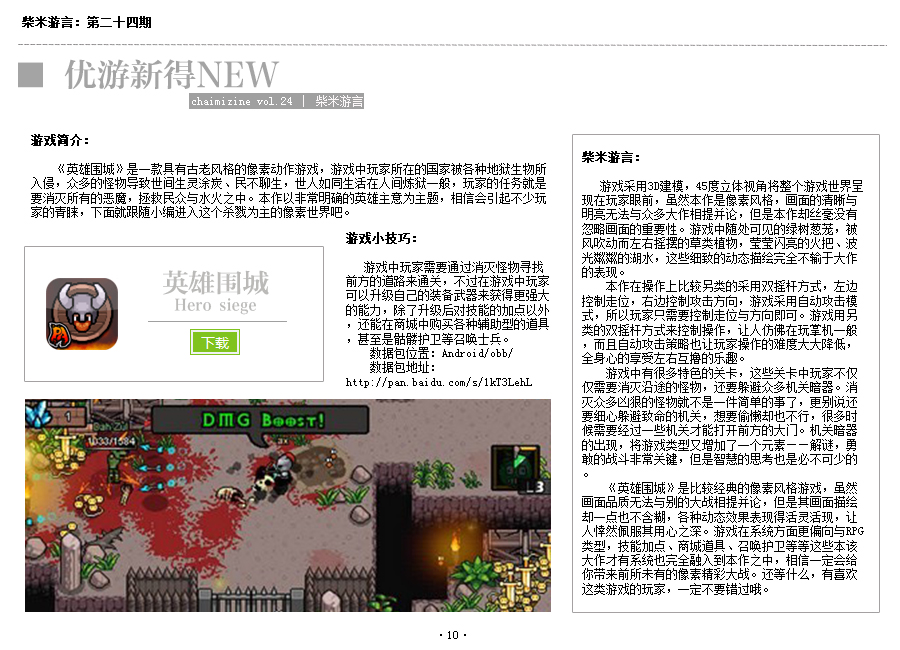 柴米游言：第二十四期
优游新得NEW
chaimizine vol.24 | 柴米游言
游戏简介：
《英雄围城》是一款具有古老风格的像素动作游戏，游戏中玩家所在的国家被各种地狱生物所
入侵，众多的怪物导致世间生灵涂炭、民不聊生，世人如同生活在人间炼狱一般，玩家的任务就是
要消灭所有的恶魔，拯救民众与水火之中。本作以非常明确的英雄主意为主题，相信会引起不少玩
家的青睐，下面就跟随小编进入这个杀戮为主的像素世界吧。
英雄围城
Hero siege
下载
游戏小技巧：
游戏中玩家需要通过消灭怪物寻找
前方的道路来通关，不过在游戏中玩家
可以升级自己的装备武器来获得更强大
的能力，除了升级后对技能的加点以外
，还能在商城中购买各种辅助型的道具
，甚至是骷髅护卫等召唤士兵。
数据包位置：Android/obb/
数据包地址：
http://pan.baidu.com/s/1kT3LehL
1
DMG Boost!
1033/1584
L3
柴米游言：
游戏采用3D建模，45度立体视角将整个游戏世界呈
现在玩家眼前，虽然本作是像素风格，画面的清晰与
明亮无法与众多大作相提并论，但是本作却丝毫没有
忽略画面的重要性。游戏中随处可见的绿树葱茏，被
风吹动而左右摇摆的草类植物，莹莹闪亮的火把、波
光粼粼的湖水，这些细致的动态描绘完全不输于大作
的表现。
本作在操作上比较另类的采用双摇杆方式，左边
控制走位，右边控制攻击方向，游戏采用自动攻击模
式，所以玩家只需要控制走位与方向即可。游戏用另
类的双摇杆方式来控制操作，让人仿佛在玩掌机一般
，而且自动攻击策略也让玩家操作的难度大大降低，
全身心的享受左右互撸的乐趣。
游戏中有很多特色的关卡，这些关卡中玩家不仅
仅需要消灭沿途的怪物，还要躲避众多机关暗器。消
灭众多凶狠的怪物就不是一件简单的事了，更别说还
要细心躲避致命的机关，想要偷懒却也不行，很多时
候需要经过一些机关才能打开前方的大门。机关暗器
的出现，将游戏类型又增加了一个元素——解谜，勇
敢的战斗非常关键，但是智慧的思考也是必不可少的
。
《英雄围城》是比较经典的像素风格游戏，虽然
画面品质无法与别的大战相提并论，但是其画面描绘
却一点也不含糊，各种动态效果表现得活灵活现，让
人悻然佩服其用心之深。游戏在系统方面更偏向与RPG
类型，技能加点、商城道具、召唤护卫等等这些本该
大作才有系统也完全融入到本作之中，相信一定会给
你带来前所未有的像素精彩大战。还等什么，有喜欢
这类游戏的玩家，一定不要错过哦。
· 10 ·